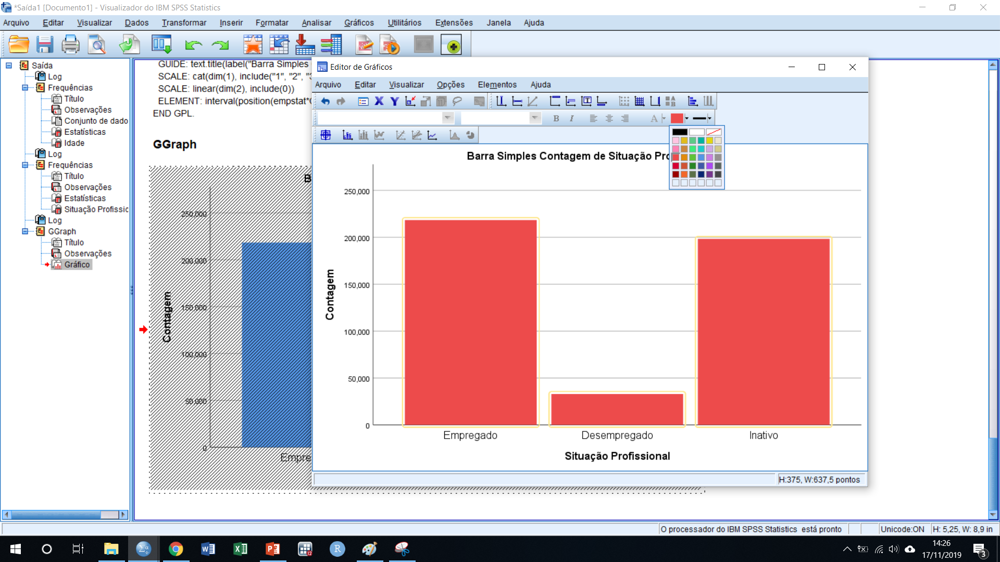 *Saída1 [Documento1] - Visualizador do IBM SPSS Statistics
Arquivo Editar Visualizar Dados Transformar Inserir Formatar Analisar Gráficos Utilitários Extensões Janela Ajuda
Saída
Log
Frequências
Título
Observações
Conjunto de dado
Estatísticas
Idade
Log
Frequências
Título
Observações
Estatísticas
Situação Profissic
Log
GGraph
Título
Observações
Gráfico
GUIDE: text.title(label("Barra Simples
SCALE: cat(dim(1), include("1", "2", "3
SCALE: linear(dim(2), include(0))
ELEMENT: interval(position(empstat*
END GPL.
GGraph
B
250,000
200,000
150,000
100,000
50,000
0
Contagem
Empre
Editor de Gráficos
Arquivo Editar Visualizar Opções Elementos Ajuda
X Y
B I A
Barra Simples Contagem de Situação Pro
250,000
200,000
150,000
100,000
50,000
0
Contagem
Empregado Desempregado Inativo
Situação Profissional
H:375, W:637,5 pontos
O processador do IBM SPSS Statistics está pronto Unicode:ON H: 5,25, W: 8,9 in
14:26
17/11/2019
3